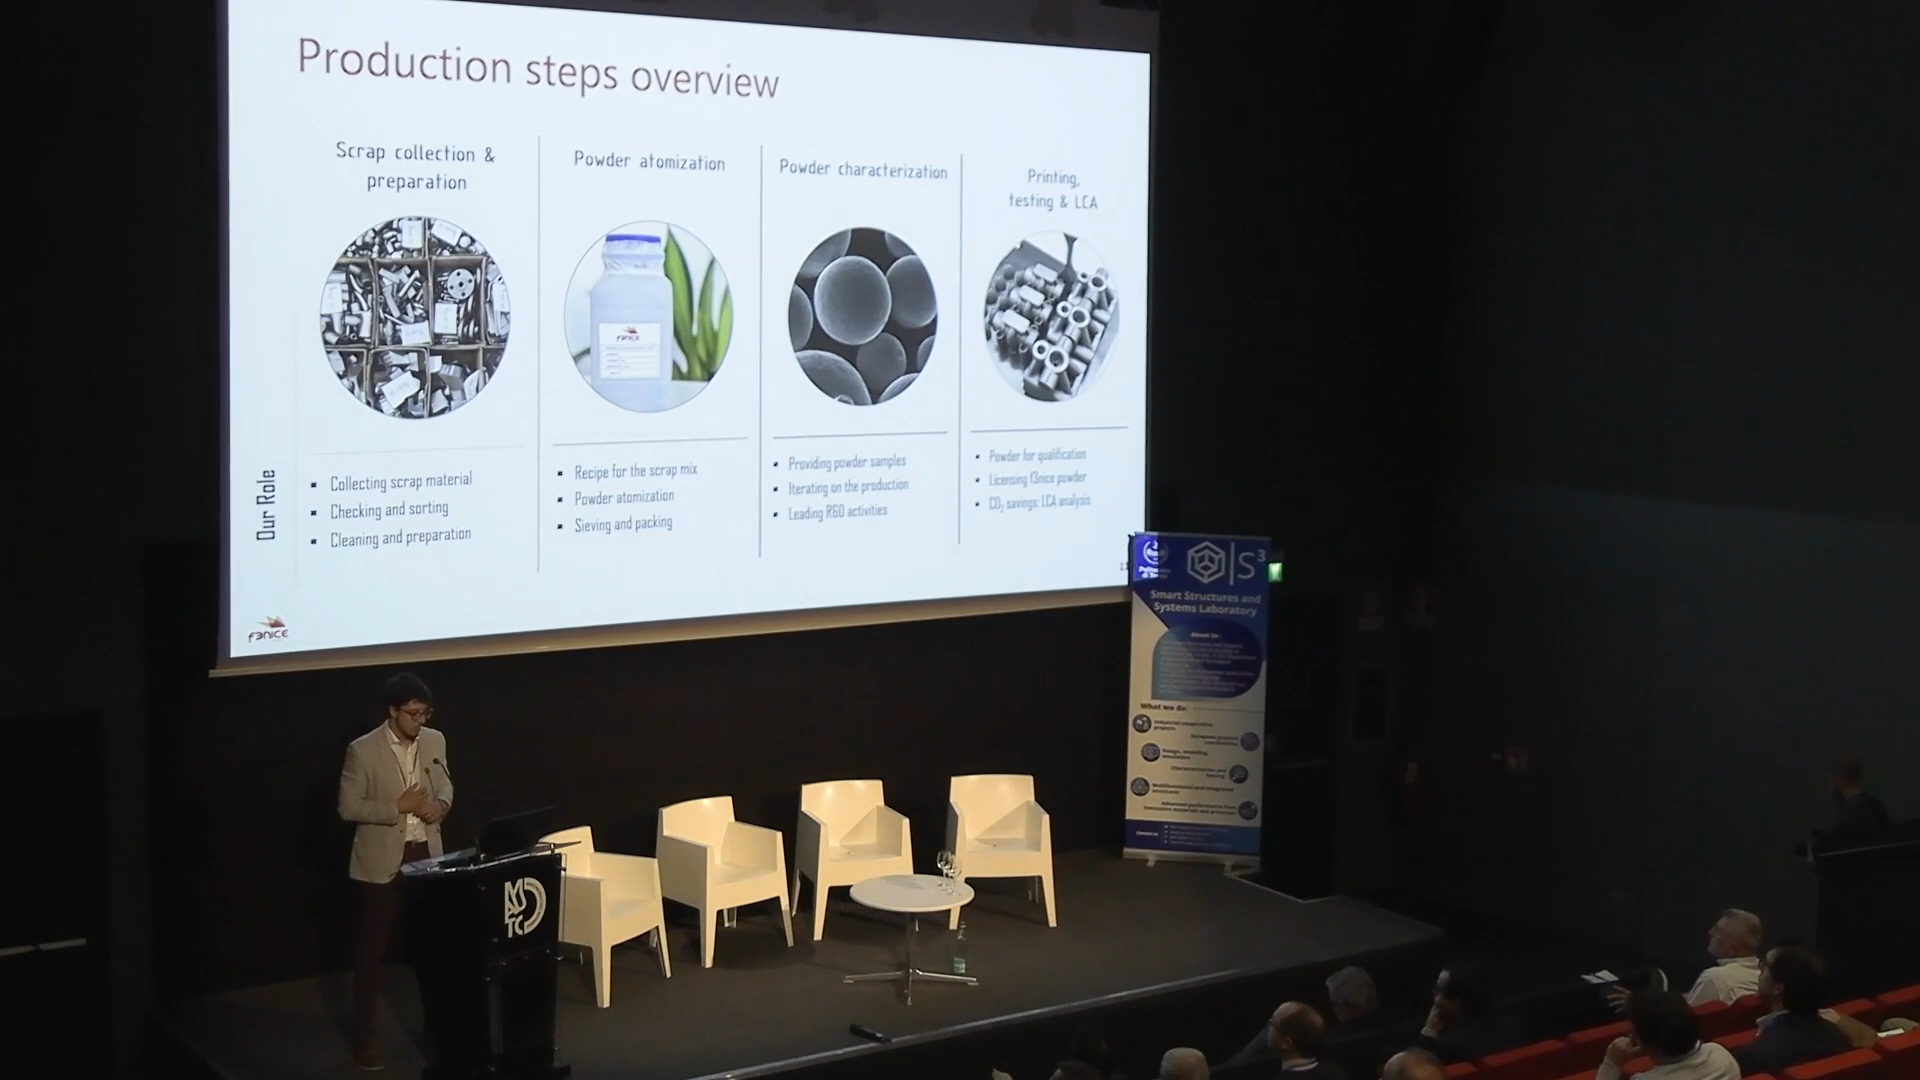 Production steps overview
Scrap collection &
preparation
Powder atomization
Powder characterization
Printing,
testing & LCA
fƎnice
Our Role
▪ Collecting scrap material
▪ Checking and sorting
▪ Cleaning and preparation
▪ Recipe for the scrap mix
▪ Powder atomization
▪ Sieving and packing
▪ Providing powder samples
▪ Iterating on the production
▪ Leading R&D activities
▪ Powder for qualification
▪ Licensing f3nice powder
▪ CO₂ savings: LCA analysis
fƎnice
S³
Smart Structures and
Systems Laboratory
About Us:
What we do: